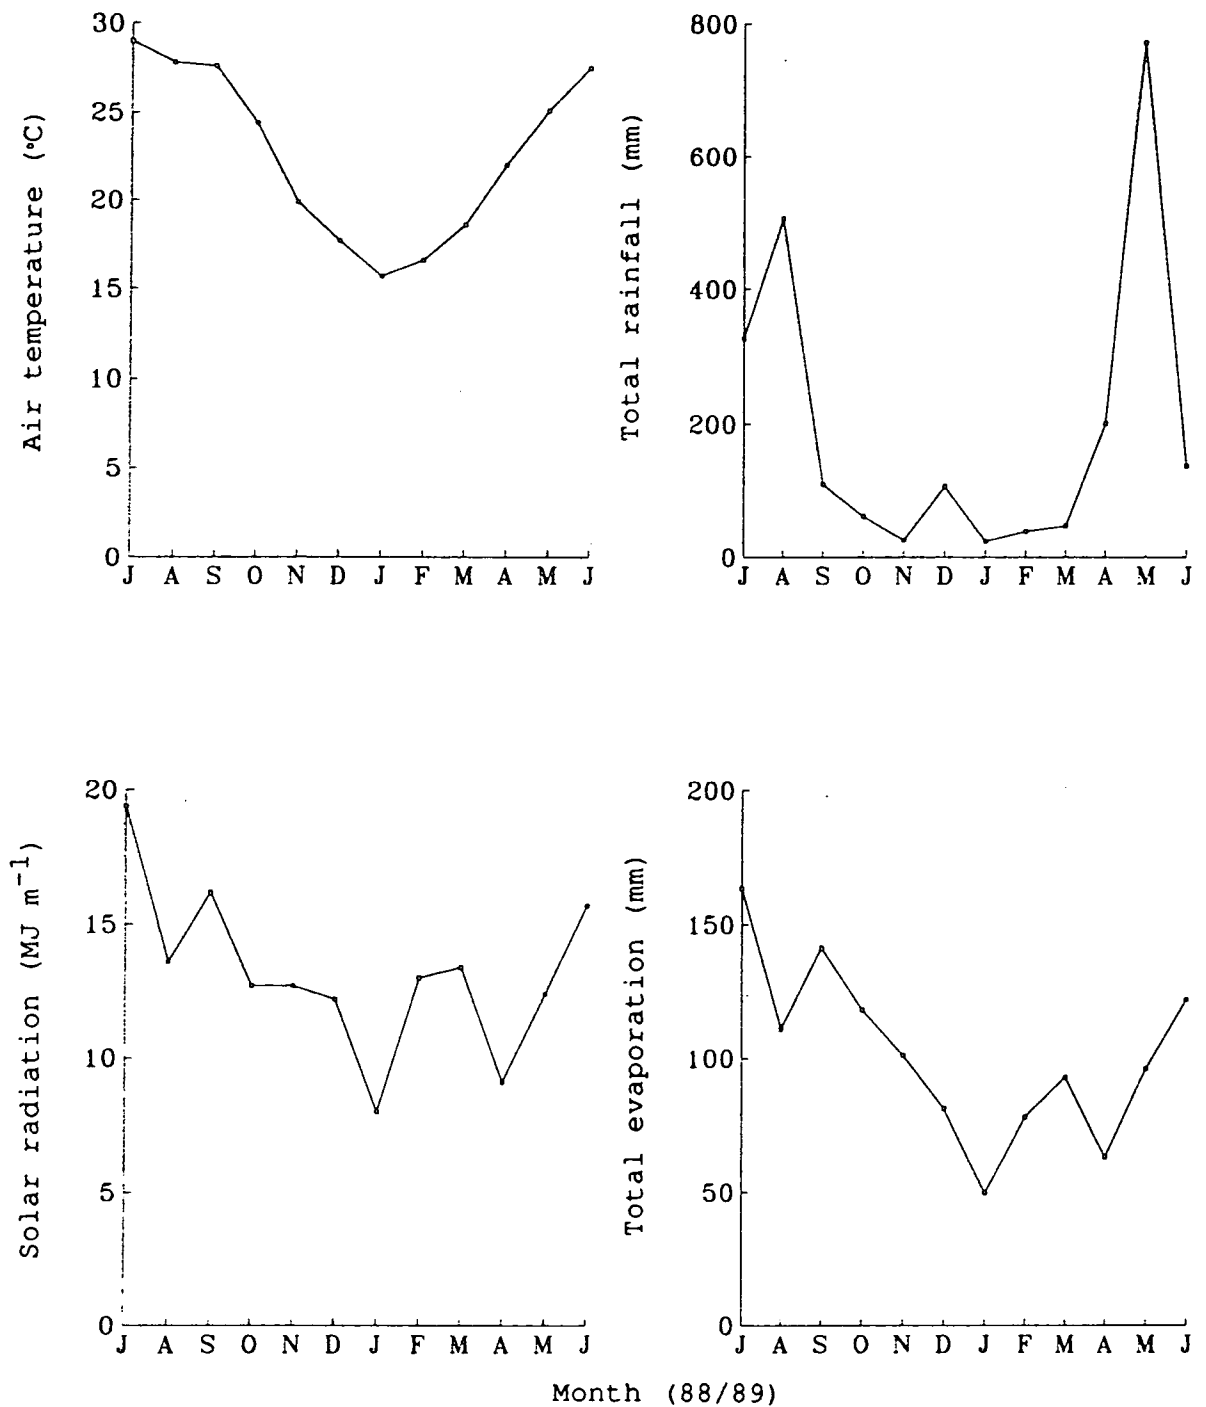 Air temperature (°C)
30
25
20
15
10
5
0
J A S O N D J F M A M J
Total rainfall (mm)
800
600
400
200
0
J A S O N D J F M A M J
Solar radiation (MJ m⁻¹)
20
15
10
5
0
J A S O N D J F M A M J
Total evaporation (mm)
200
150
100
50
0
J A S O N D J F M A M J
Month (88/89)